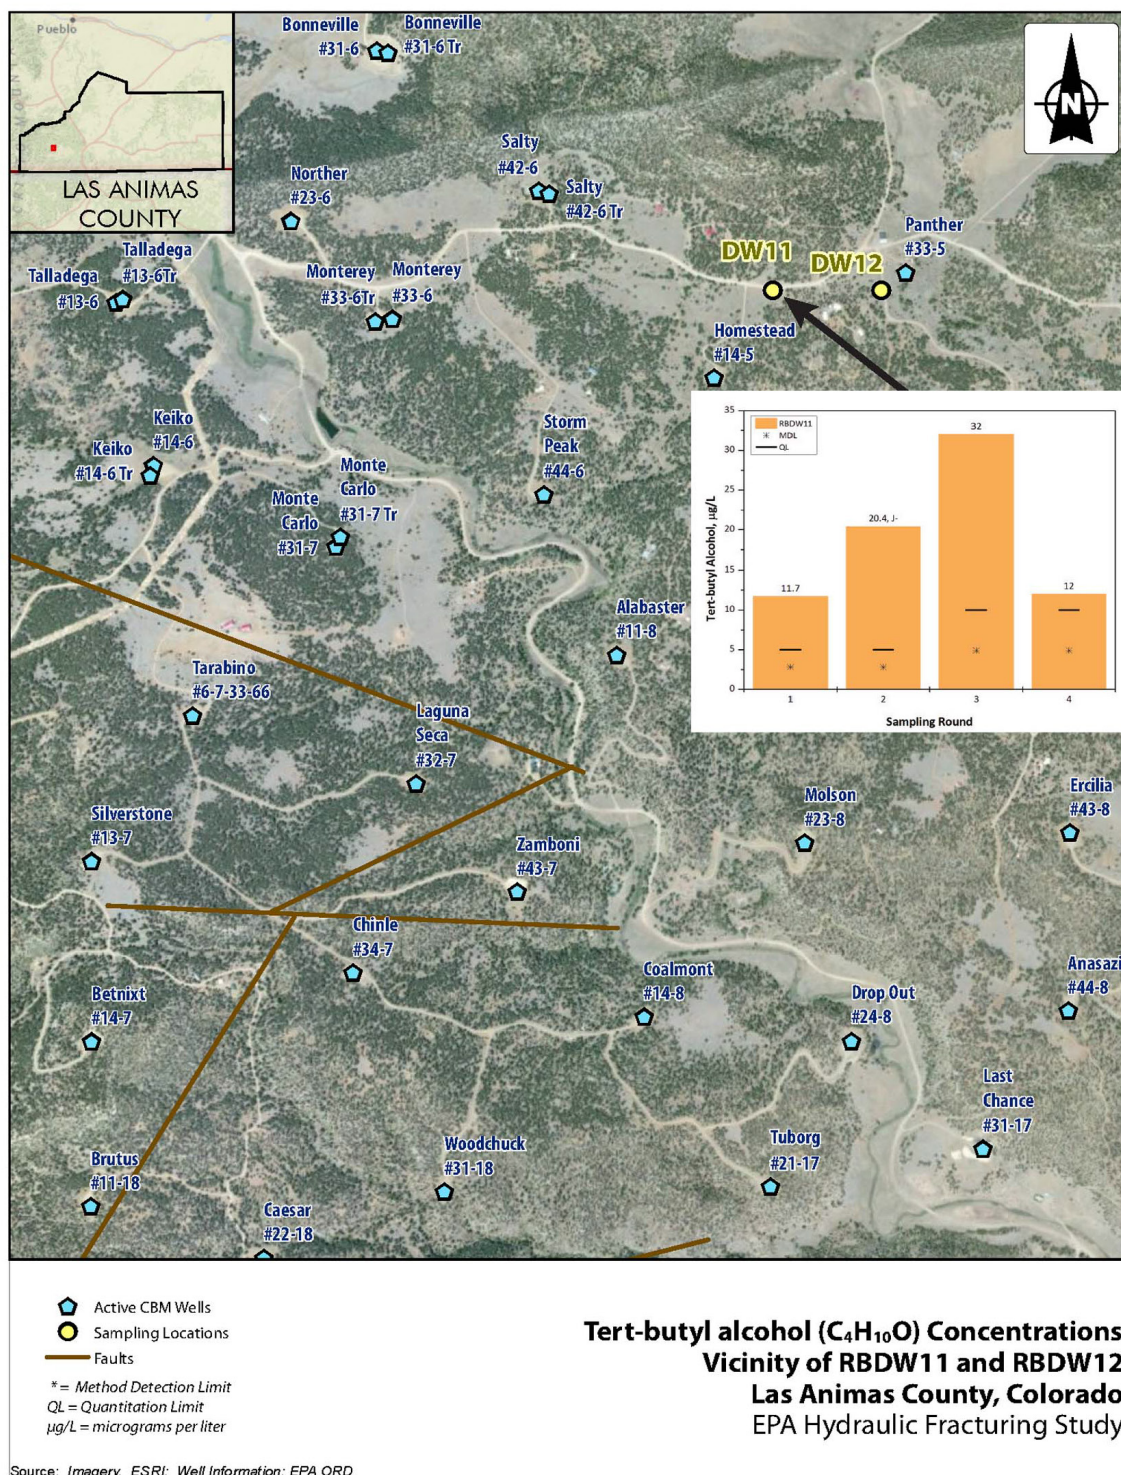 Pueblo
LAS ANIMAS
COUNTY
N
Bonneville
#31-6
Bonneville
#31-6 Tr
Salty
#42-6
Salty
#42-6 Tr
Norther
#23-6
Panther
#33-5
DW11
DW12
Talladega
#13-6Tr
Talladega
#13-6
Monterey
#33-6Tr
Monterey
#33-6
Homestead
#14-5
Keiko
#14-6
Keiko
#14-6 Tr
Storm
Peak
#44-6
Monte
Carlo
#31-7 Tr
Monte
Carlo
#31-7
35
30
25
20
15
10
5
0
Tert-butyl Alcohol, µg/L
RBDW11
MDL
QL
11.7
20.4, J-
32
12
1
2
3
4
Sampling Round
Alabaster
#11-8
Tarabino
#6-7-33-66
Laguna
Seca
#32-7
Silverstone
#13-7
Zamboni
#43-7
Molson
#23-8
Ercilia
#43-8
Chinle
#34-7
Coalmont
#14-8
Drop Out
#24-8
Anasazi
#44-8
Betnixt
#14-7
Last
Chance
#31-17
Brutus
#11-18
Woodchuck
#31-18
Tuborg
#21-17
Caesar
#22-18
Active CBM Wells
Sampling Locations
Faults
* = Method Detection Limit
QL = Quantitation Limit
µg/L = micrograms per liter
Tert-butyl alcohol (C₄H₁₀O) Concentrations
Vicinity of RBDW11 and RBDW12
Las Animas County, Colorado
EPA Hydraulic Fracturing Study
Source: Imagery, ESRI; Well Information: EPA ORD